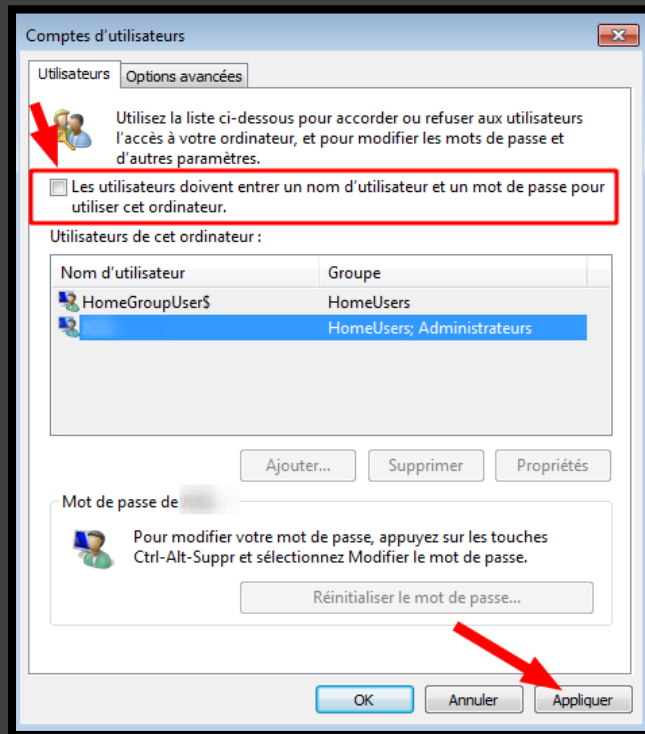 Comptes d'utilisateurs
Utilisateurs
Options avancées
Utilisez la liste ci-dessous pour accorder ou refuser aux utilisateurs
l'accès à votre ordinateur, et pour modifier les mots de passe et
d'autres paramètres.
Les utilisateurs doivent entrer un nom d'utilisateur et un mot de passe pour
utiliser cet ordinateur.
Utilisateurs de cet ordinateur :
Nom d'utilisateur Groupe
HomeGroupUser$ HomeUsers
HomeUsers; Administrateurs
Ajouter... Supprimer Propriétés
Mot de passe de
Pour modifier votre mot de passe, appuyez sur les touches
Ctrl-Alt-Suppr et sélectionnez Modifier le mot de passe.
Réinitialiser le mot de passe...
OK Annuler Appliquer